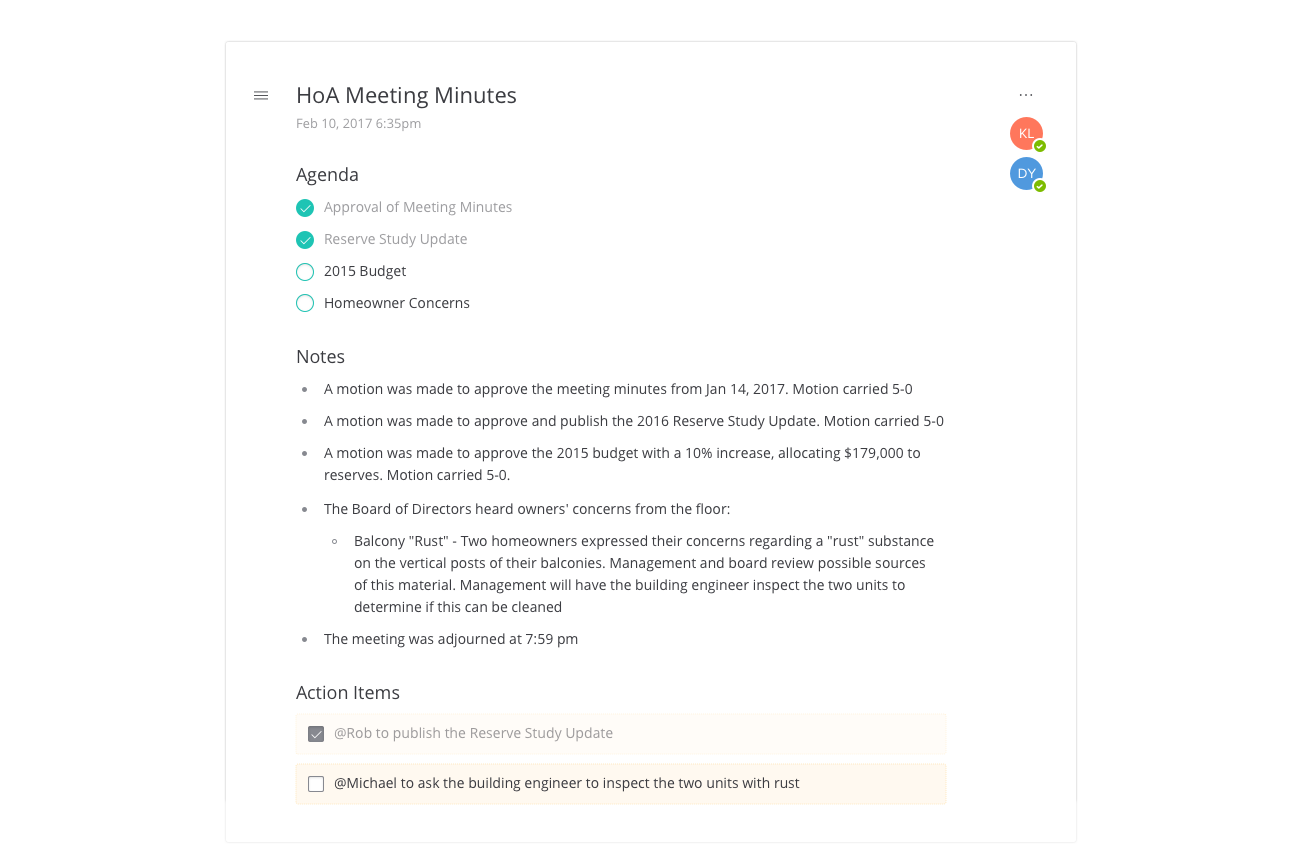 HoA Meeting Minutes
...
Feb 10, 2017 6:35pm
KL
DY
Agenda
Approval of Meeting Minutes
Reserve Study Update
2015 Budget
Homeowner Concerns
Notes
A motion was made to approve the meeting minutes from Jan 14, 2017. Motion carried 5-0
A motion was made to approve and publish the 2016 Reserve Study Update. Motion carried 5-0
A motion was made to approve the 2015 budget with a 10% increase, allocating $179,000 to
reserves. Motion carried 5-0.
The Board of Directors heard owners' concerns from the floor:
Balcony "Rust" - Two homeowners expressed their concerns regarding a "rust" substance
on the vertical posts of their balconies. Management and board review possible sources
of this material. Management will have the building engineer inspect the two units to
determine if this can be cleaned
The meeting was adjourned at 7:59 pm
Action Items
@Rob to publish the Reserve Study Update
@Michael to ask the building engineer to inspect the two units with rust